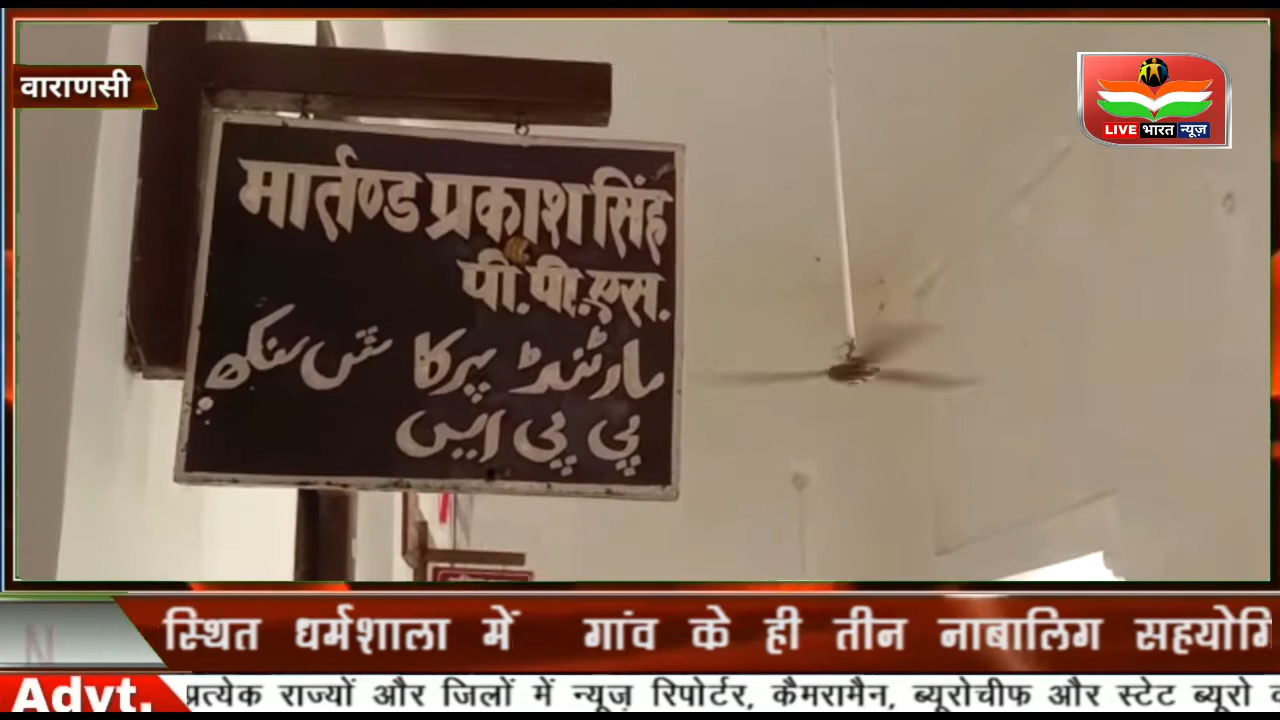 वाराणसी
LIVE भारत न्यूज़
मार्तण्ड प्रकाश सिंह
पी.पी.एस.
مارٹنڈ پرکاش سنگھ
پی پی ایس
स्थित धर्मशाला में गांव के ही तीन नाबालिग सहयोगि
Advt. प्रत्येक राज्यों और जिलों में न्यूज़ रिपोर्टर, कैमरामैन, ब्यूरोचीफ और स्टेट ब्यूरो